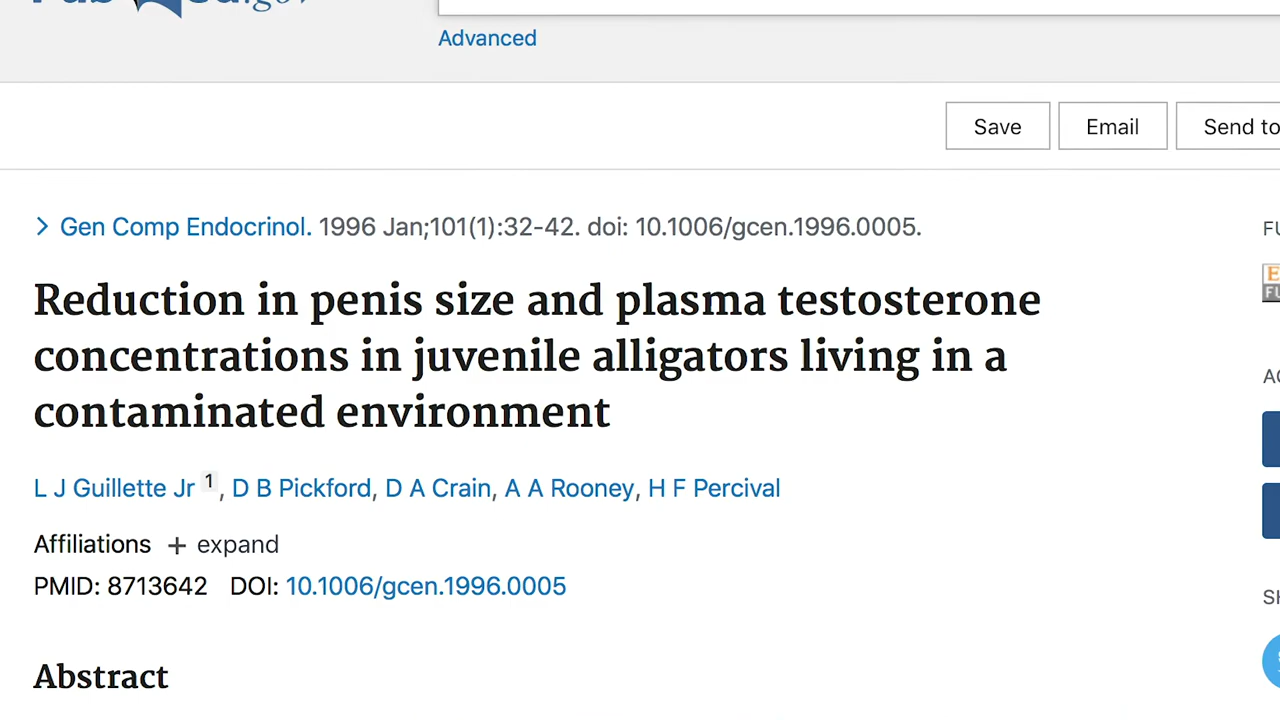 Advanced
Save
Email
Send to
> Gen Comp Endocrinol. 1996 Jan;101(1):32-42. doi: 10.1006/gcen.1996.0005.
Reduction in penis size and plasma testosterone
concentrations in juvenile alligators living in a
contaminated environment
L J Guillette Jr 1, D B Pickford, D A Crain, A A Rooney, H F Percival
Affiliations + expand
PMID: 8713642 DOI: 10.1006/gcen.1996.0005
Abstract